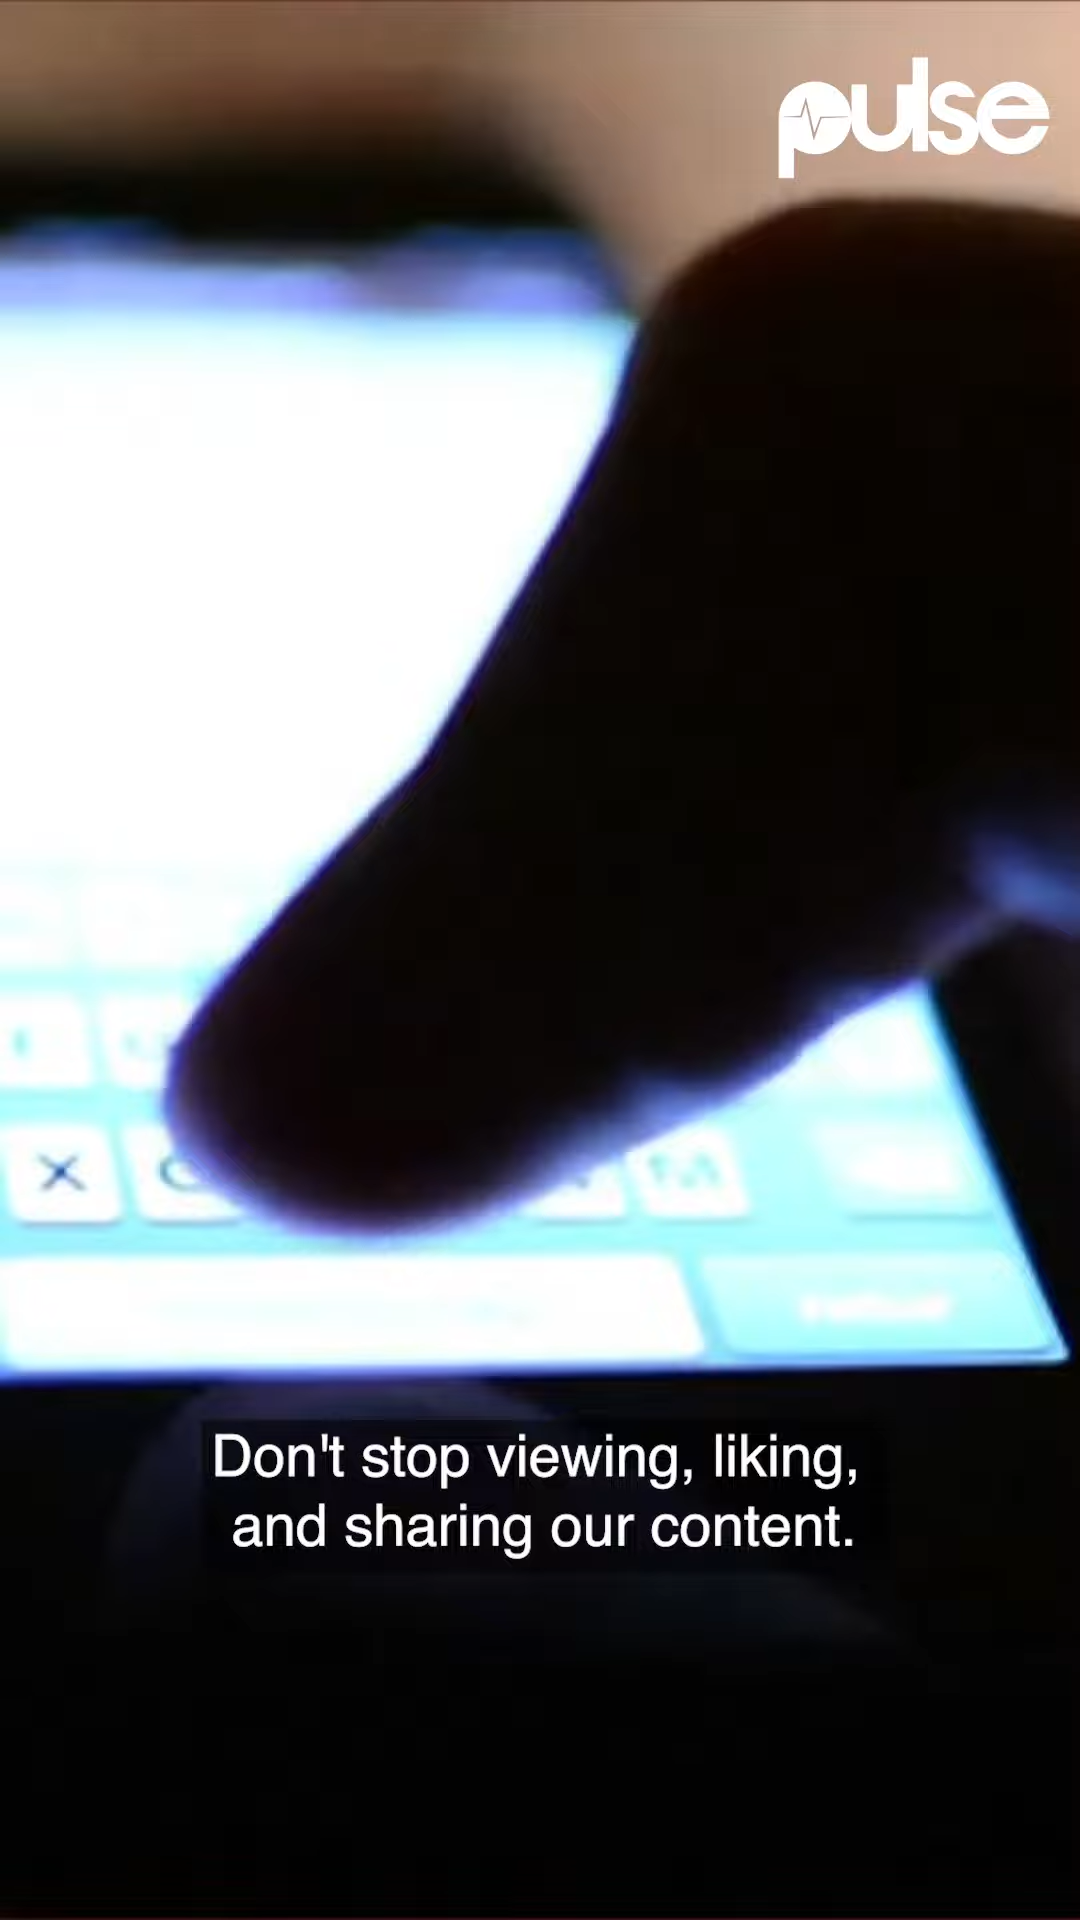 pulse
X
Don't stop viewing, liking,
and sharing our content.